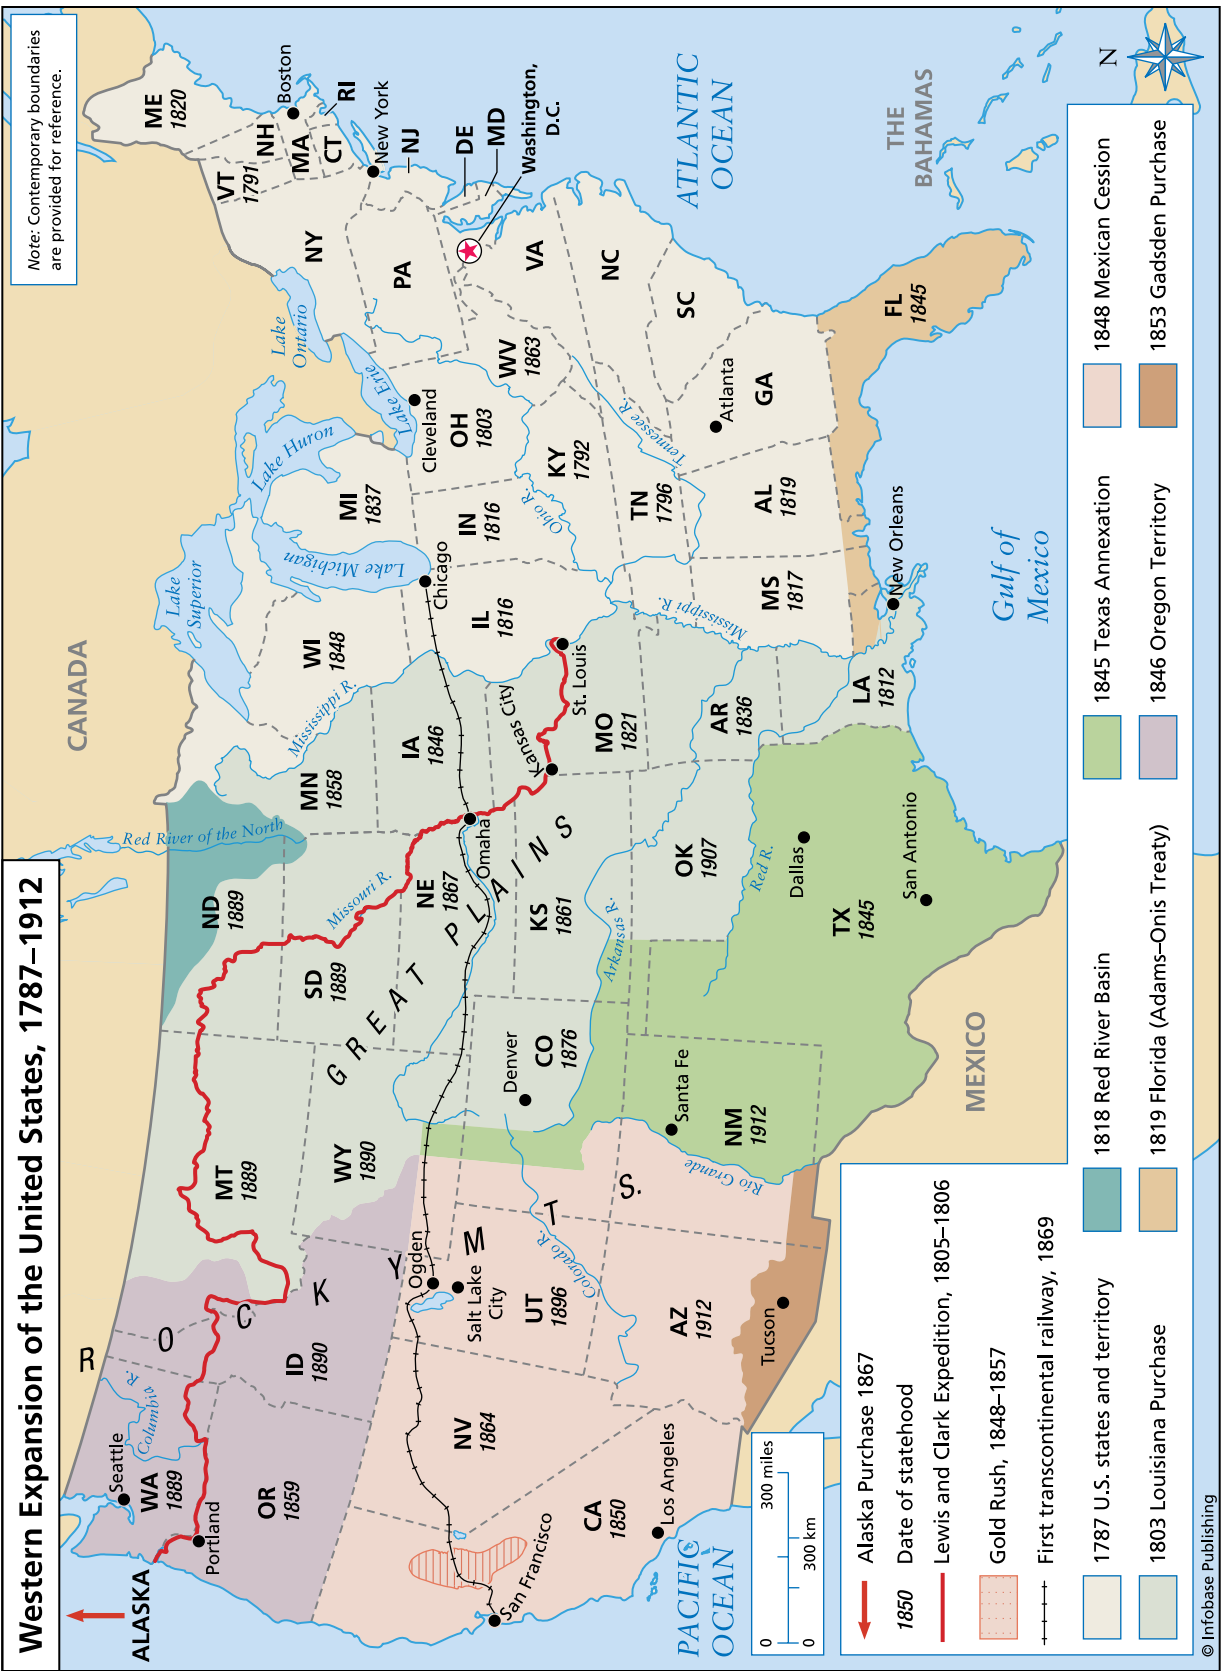 Western Expansion of the United States, 1787–1912
Note: Contemporary boundaries
are provided for reference.
CANADA
ALASKA
Seattle
WA
1889
Columbia R.
Portland
OR
1859
ID
1890
MT
1889
ND
1889
Red River of the North
MN
1858
SD
1889
Missouri R.
WY
1890
NE
1867
Omaha
IA
1846
WI
1848
Mississippi R.
Lake
Superior
Lake Michigan
Lake Huron
MI
1837
Lake Erie
Lake
Ontario
Chicago
IL
1816
IN
1816
Cleveland
OH
1803
Ohio R.
PA
NY
VT
1791
NH
ME
1820
MA
Boston
CT
RI
New York
NJ
DE
MD
Washington,
D.C.
WV
1863
VA
KY
1792
TN
1796
Tennessee R.
NC
SC
Atlanta
GA
AL
1819
MS
1817
Mississippi R.
FL
1845
New Orleans
LA
1812
AR
1836
MO
1821
St. Louis
Kansas City
KS
1861
Arkansas R.
OK
1907
Red R.
Dallas
San Antonio
TX
1845
CO
1876
Denver
Santa Fe
NM
1912
Rio Grande
Ogden
Salt Lake
City
UT
1896
Colorado R.
NV
1864
CA
1850
San Francisco
Los Angeles
AZ
1912
Tucson
ROCKY MTS.
GREAT PLAINS
MEXICO
PACIFIC
OCEAN
ATLANTIC
OCEAN
Gulf of
Mexico
THE
BAHAMAS
N
0 300 miles
0 300 km
Alaska Purchase 1867
1850 Date of statehood
Lewis and Clark Expedition, 1805–1806
Gold Rush, 1848–1857
First transcontinental railway, 1869
1787 U.S. states and territory
1803 Louisiana Purchase
1818 Red River Basin
1819 Florida (Adams–Onis Treaty)
1845 Texas Annexation
1846 Oregon Territory
1848 Mexican Cession
1853 Gadsden Purchase
© Infobase Publishing